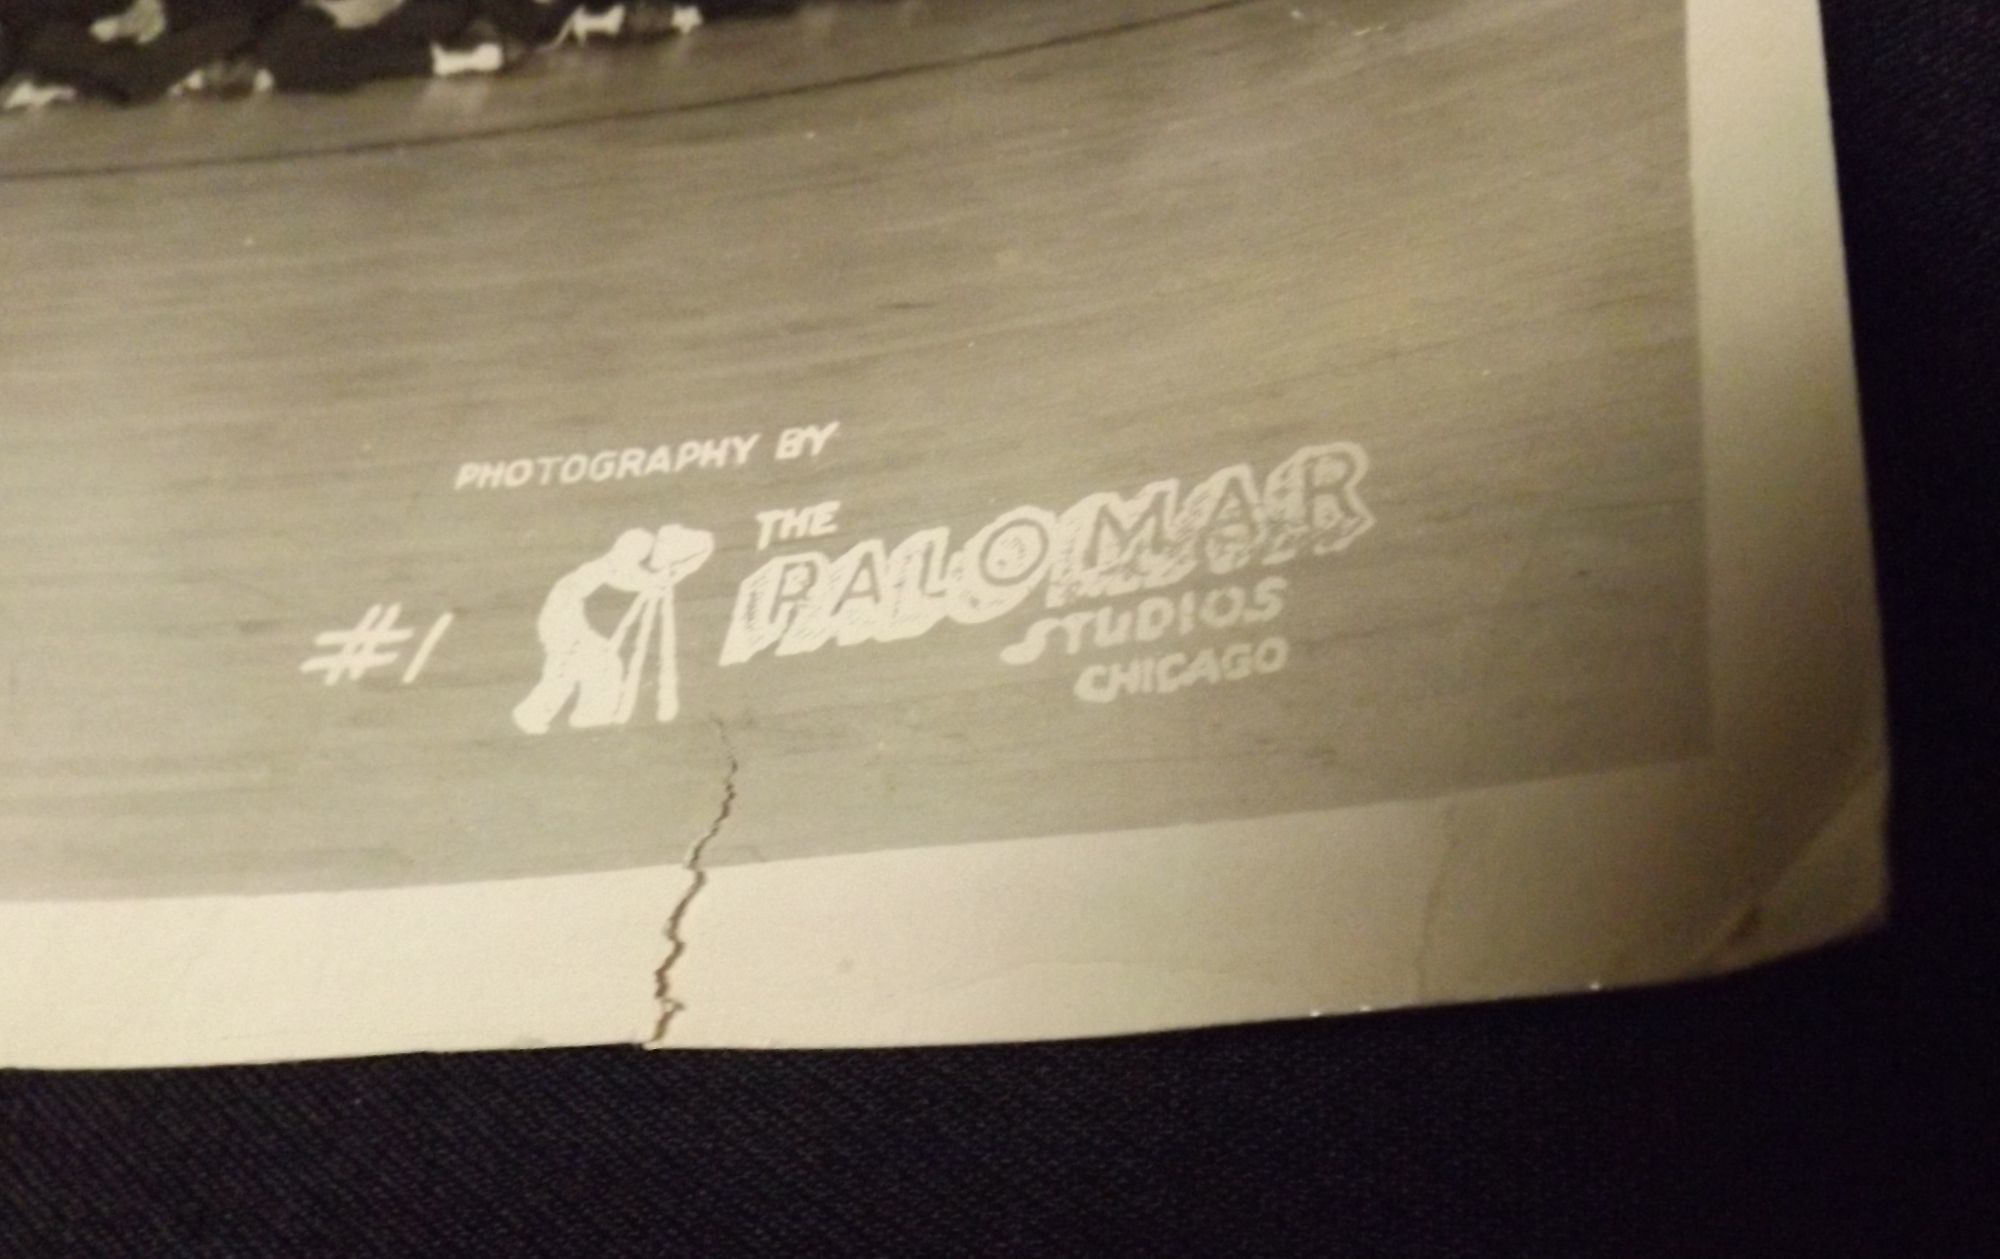 PHOTOGRAPHY BY
THE
PALOMAR
STUDIOS
CHICAGO
#1